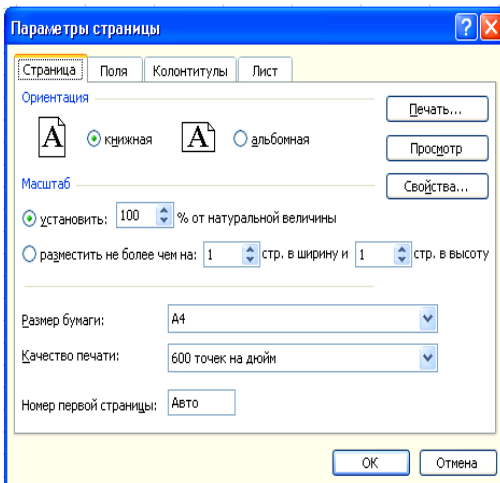 Параметры страницы
Страница Поля Колонтитулы Лист
Ориентация
A книжная A альбомная
Печать...
Просмотр
Масштаб
Свойства...
установить: 100 % от натуральной величины
разместить не более чем на: 1 стр. в ширину и 1 стр. в высоту
Размер бумаги: A4
Качество печати: 600 точек на дюйм
Номер первой страницы: Авто
ОК Отмена